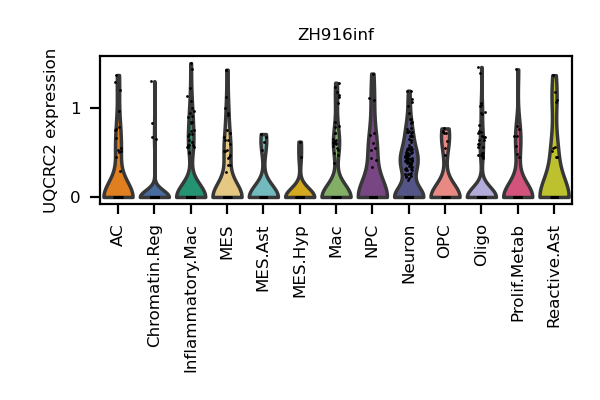 ZH916inf
UQCRC2 expression
1
0
AC
Chromatin.Reg
Inflammatory.Mac
MES
MES.Ast
MES.Hyp
Mac
NPC
Neuron
OPC
Oligo
Prolif.Metab
Reactive.Ast